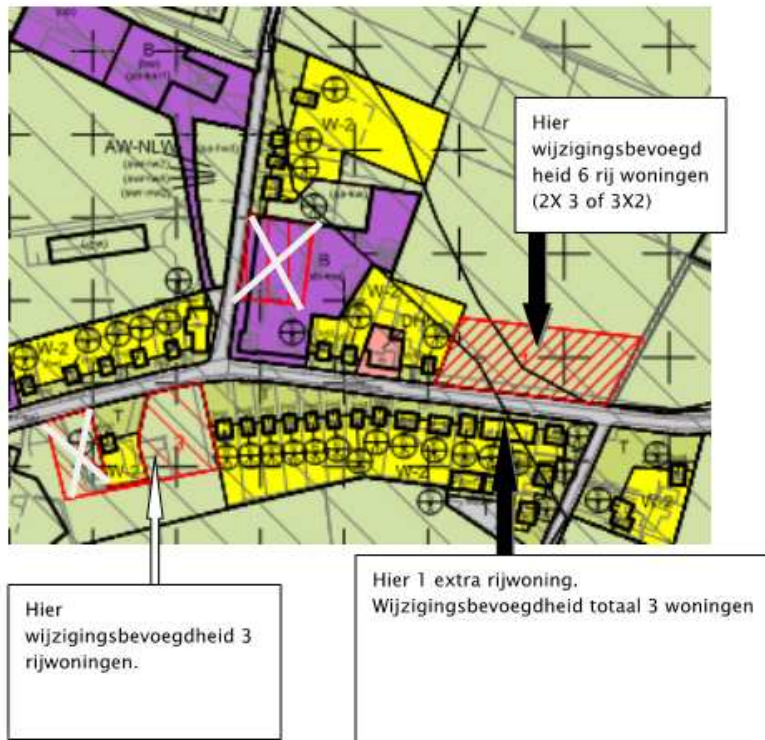 B
W-2
AW-NLW
Hier
wijzigingsbevoegd
heid 6 rij woningen
(2X 3 of 3X2)
B
W-2
W-2
T
W-2
W-2
T
Hier
wijzigingsbevoegdheid 3
rijwoningen.
Hier 1 extra rijwoning.
Wijzigingsbevoegdheid totaal 3 woningen